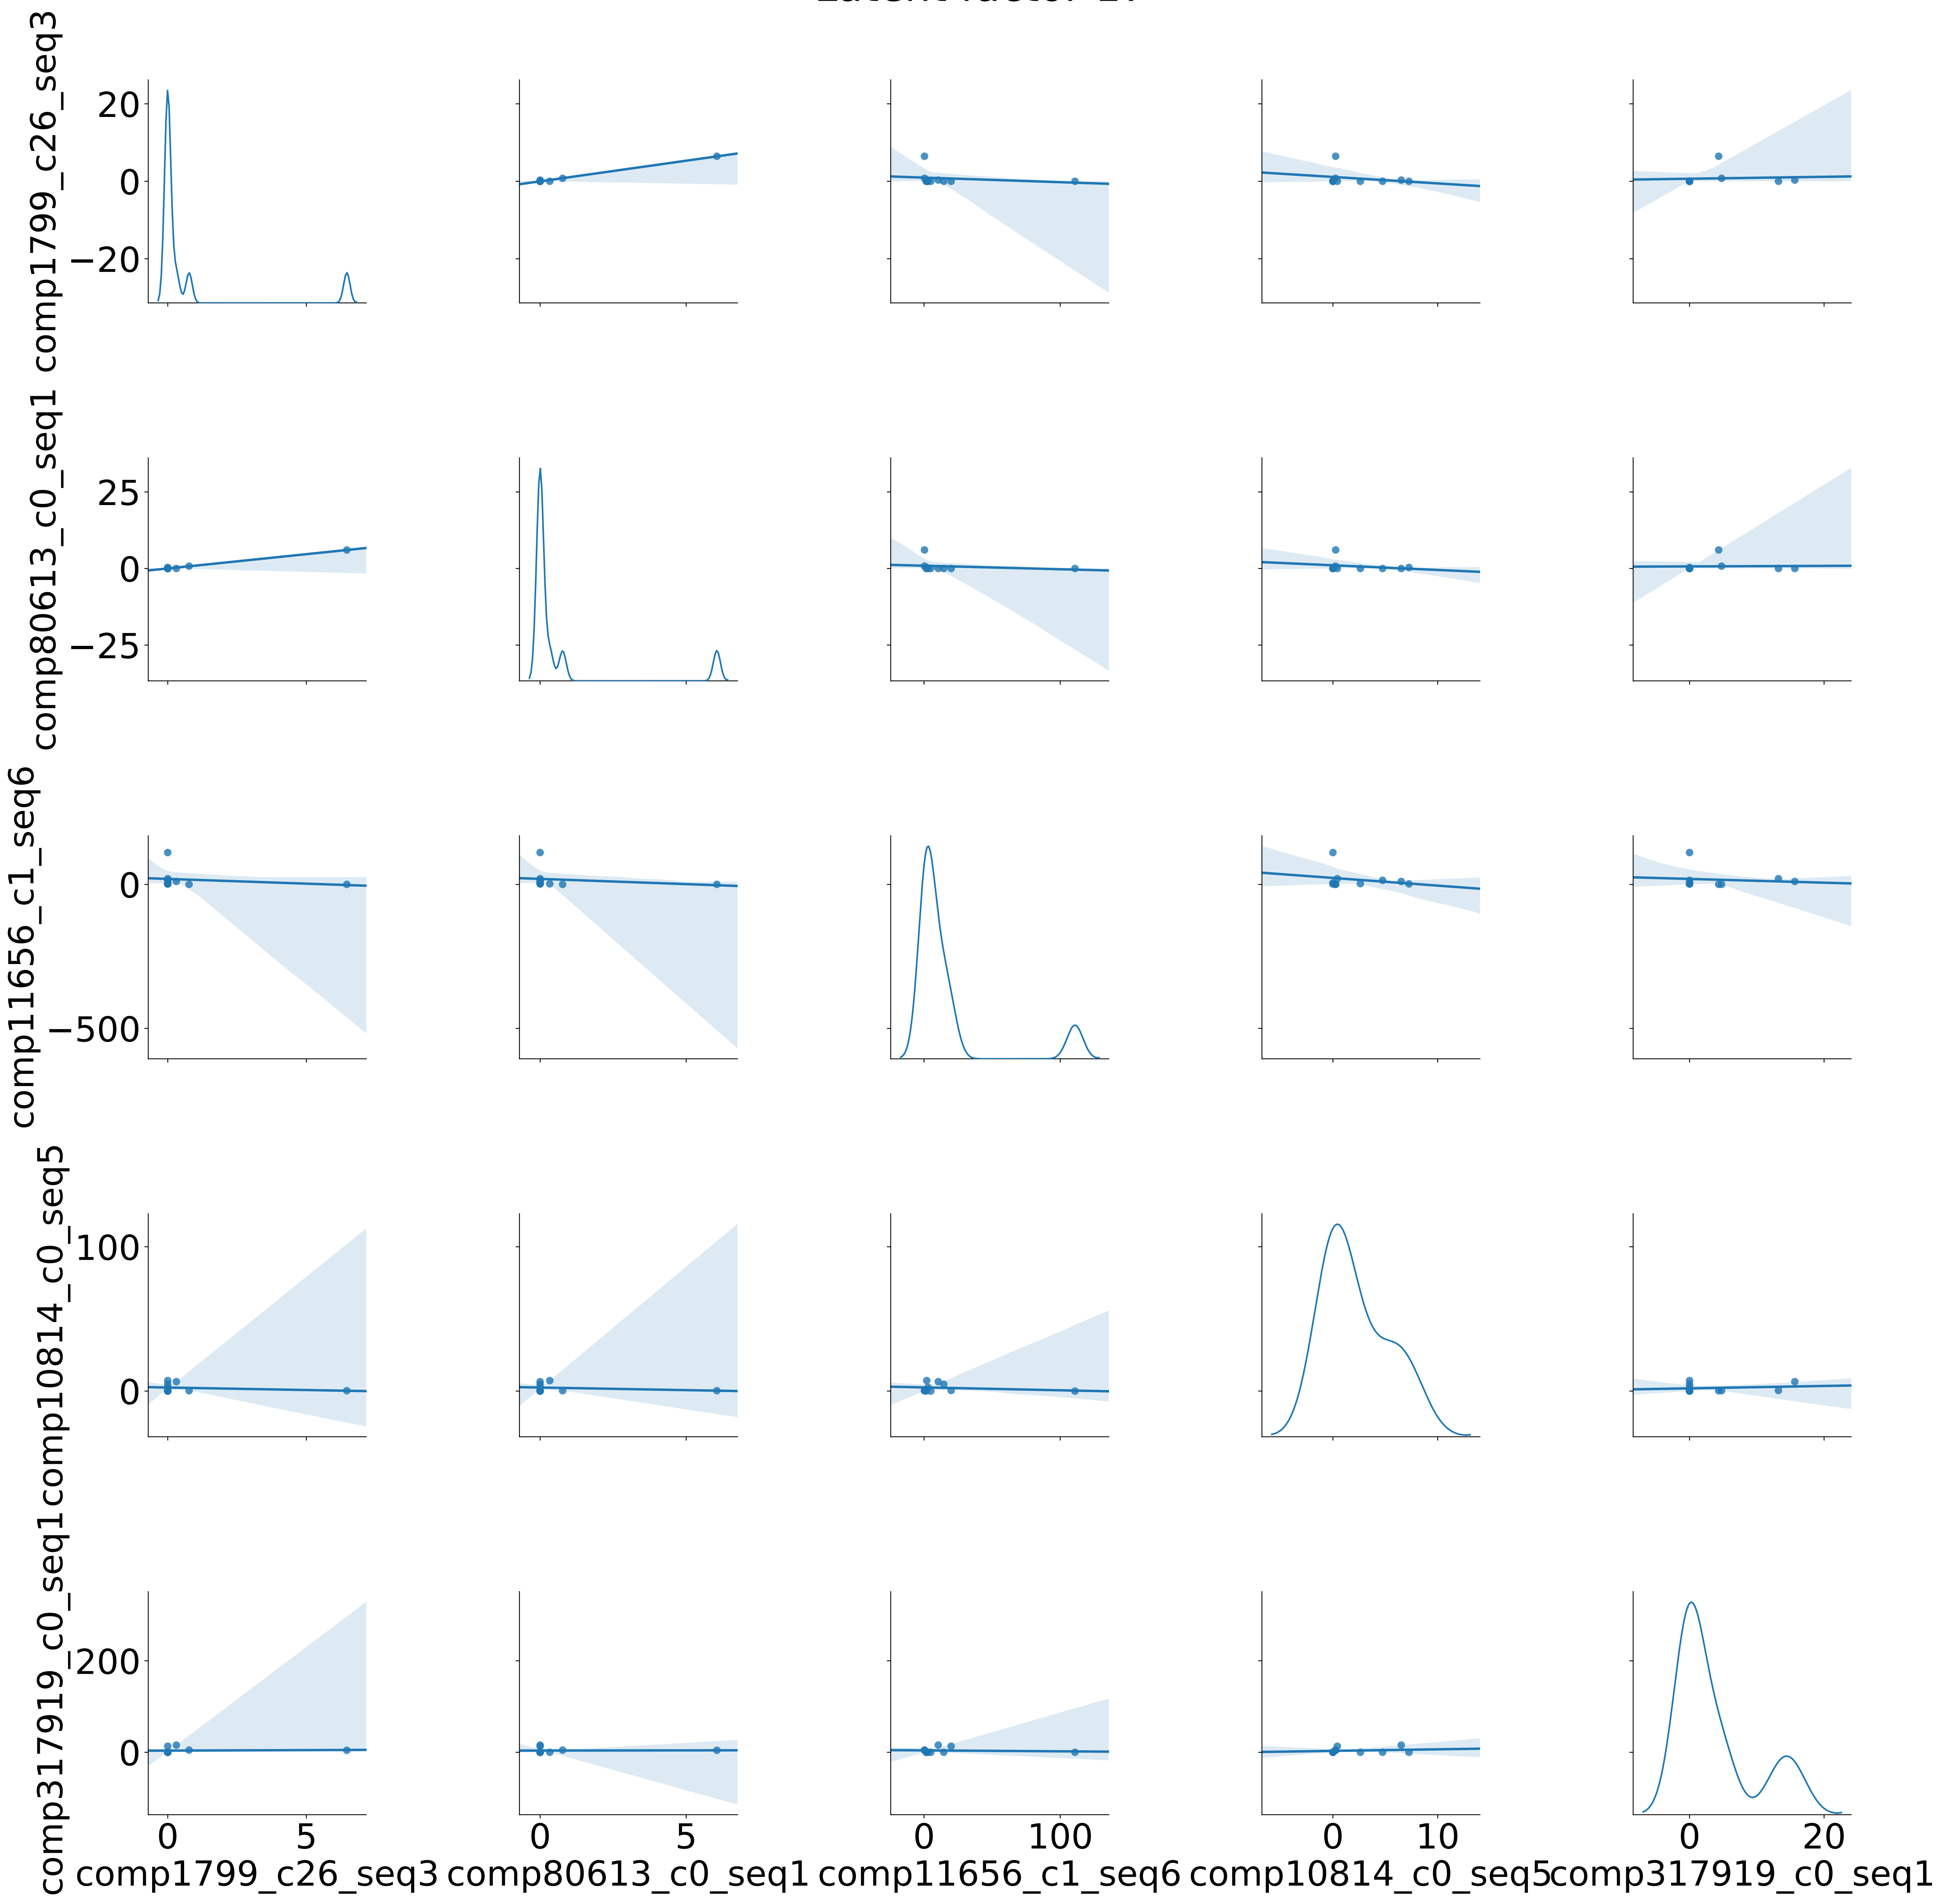 comp1799_c26_seq3
20
0
−20
comp80613_c0_seq1
25
0
−25
comp11656_c1_seq6
0
−500
comp10814_c0_seq5
100
0
comp317919_c0_seq1
200
0
0 5 0 5 0 100 0 10 0 20
comp1799_c26_seq3 comp80613_c0_seq1 comp11656_c1_seq6 comp10814_c0_seq5 comp317919_c0_seq1